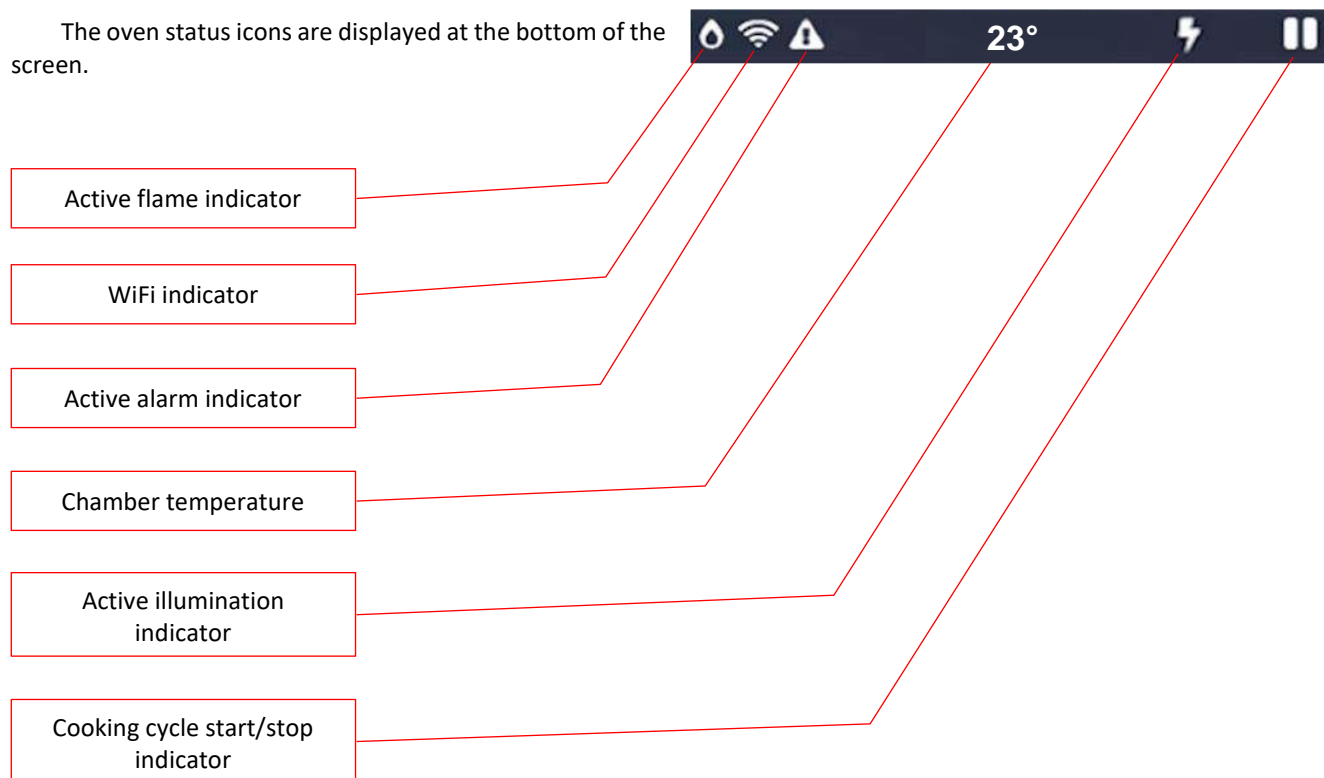 The oven status icons are displayed at the bottom of the
screen.
23°
Active flame indicator
WiFi indicator
Active alarm indicator
Chamber temperature
Active illumination
indicator
Cooking cycle start/stop
indicator